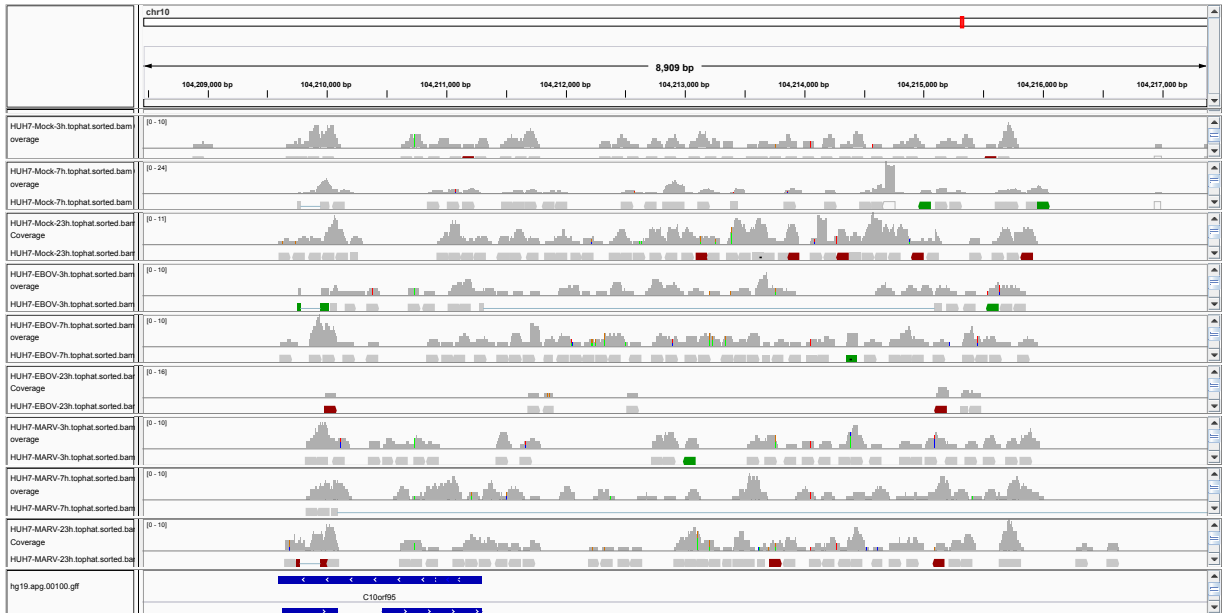 chr10
8,909 bp
104,209,000 bp 104,210,000 bp 104,211,000 bp 104,212,000 bp 104,213,000 bp 104,214,000 bp 104,215,000 bp 104,216,000 bp 104,217,000 bp
HUH7-Mock-3h.tophat.sorted.bam [0 - 10]
overage
HUH7-Mock-7h.tophat.sorted.bam [0 - 24]
overage
HUH7-Mock-7h.tophat.sorted.bam
HUH7-Mock-23h.tophat.sorted.bar [0 - 11]
Coverage
HUH7-Mock-23h.tophat.sorted.bar
HUH7-EBOV-3h.tophat.sorted.bam [0 - 10]
overage
HUH7-EBOV-3h.tophat.sorted.bam
HUH7-EBOV-7h.tophat.sorted.bam [0 - 10]
overage
HUH7-EBOV-7h.tophat.sorted.bam
HUH7-EBOV-23h.tophat.sorted.bar [0 - 16]
Coverage
HUH7-EBOV-23h.tophat.sorted.bar
HUH7-MARV-3h.tophat.sorted.bam [0 - 10]
overage
HUH7-MARV-3h.tophat.sorted.bam
HUH7-MARV-7h.tophat.sorted.bam [0 - 10]
overage
HUH7-MARV-7h.tophat.sorted.bam
HUH7-MARV-23h.tophat.sorted.bar [0 - 10]
Coverage
HUH7-MARV-23h.tophat.sorted.bar
hg19.apg.00100.gff
C10orf95